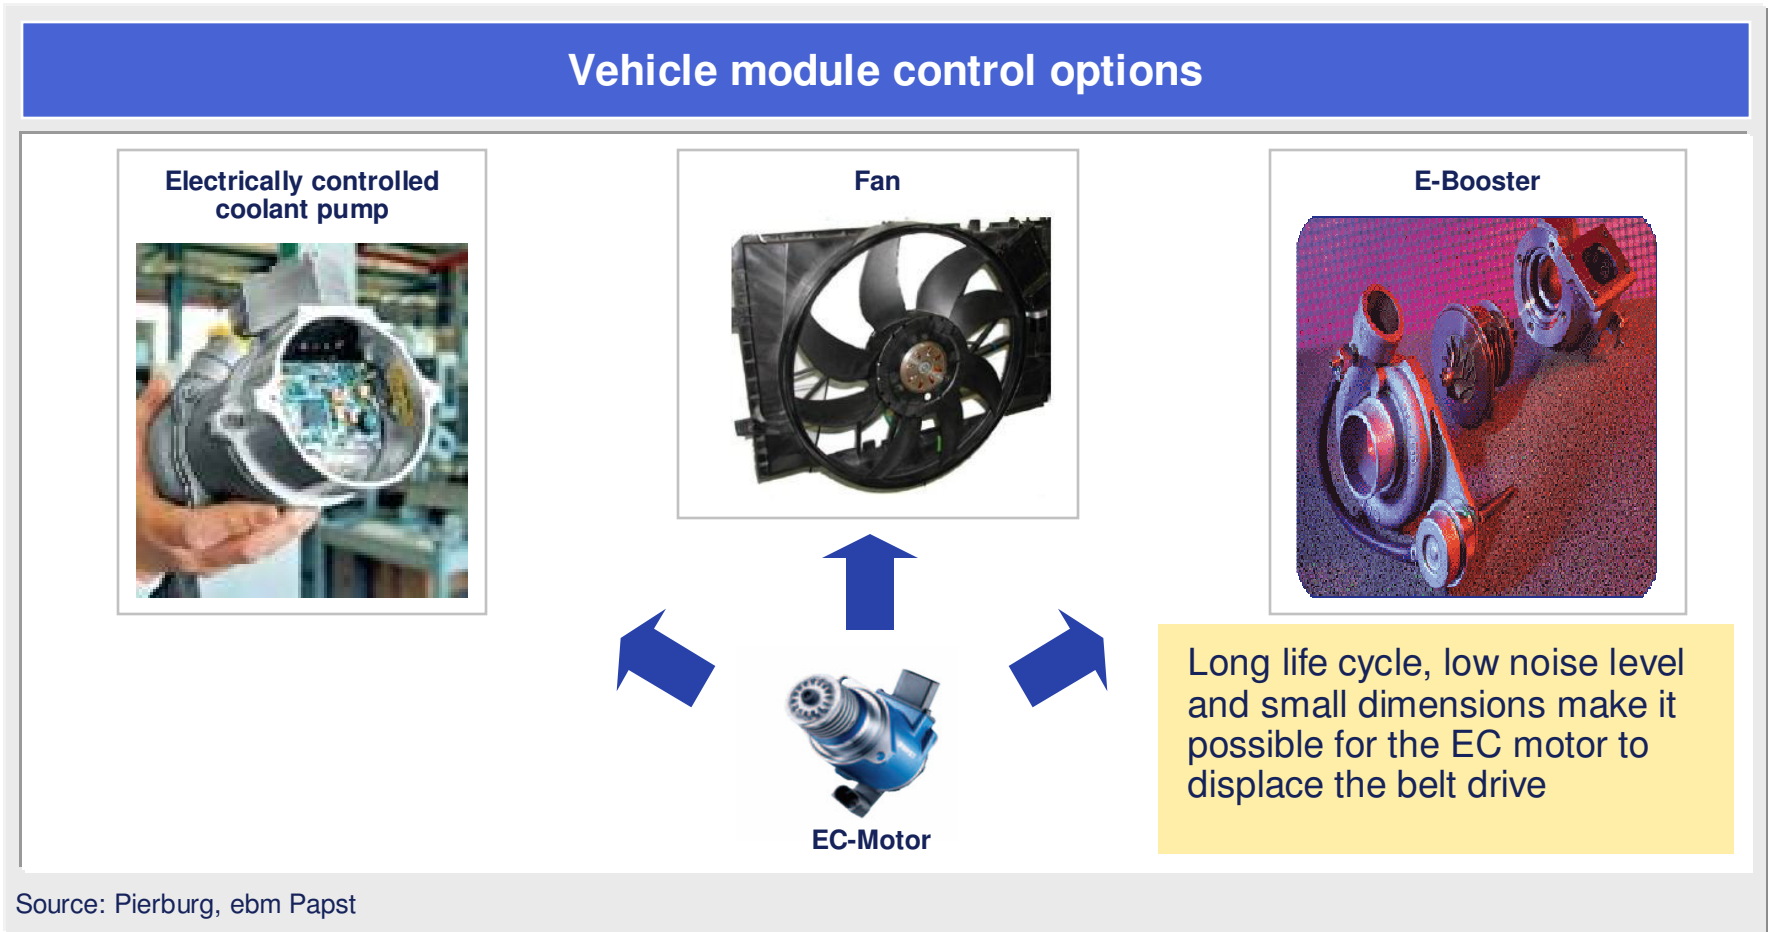 Vehicle module control options
Electrically controlled
coolant pump
Fan
E-Booster
Long life cycle, low noise level
and small dimensions make it
possible for the EC motor to
displace the belt drive
EC-Motor
Source: Pierburg, ebm Papst